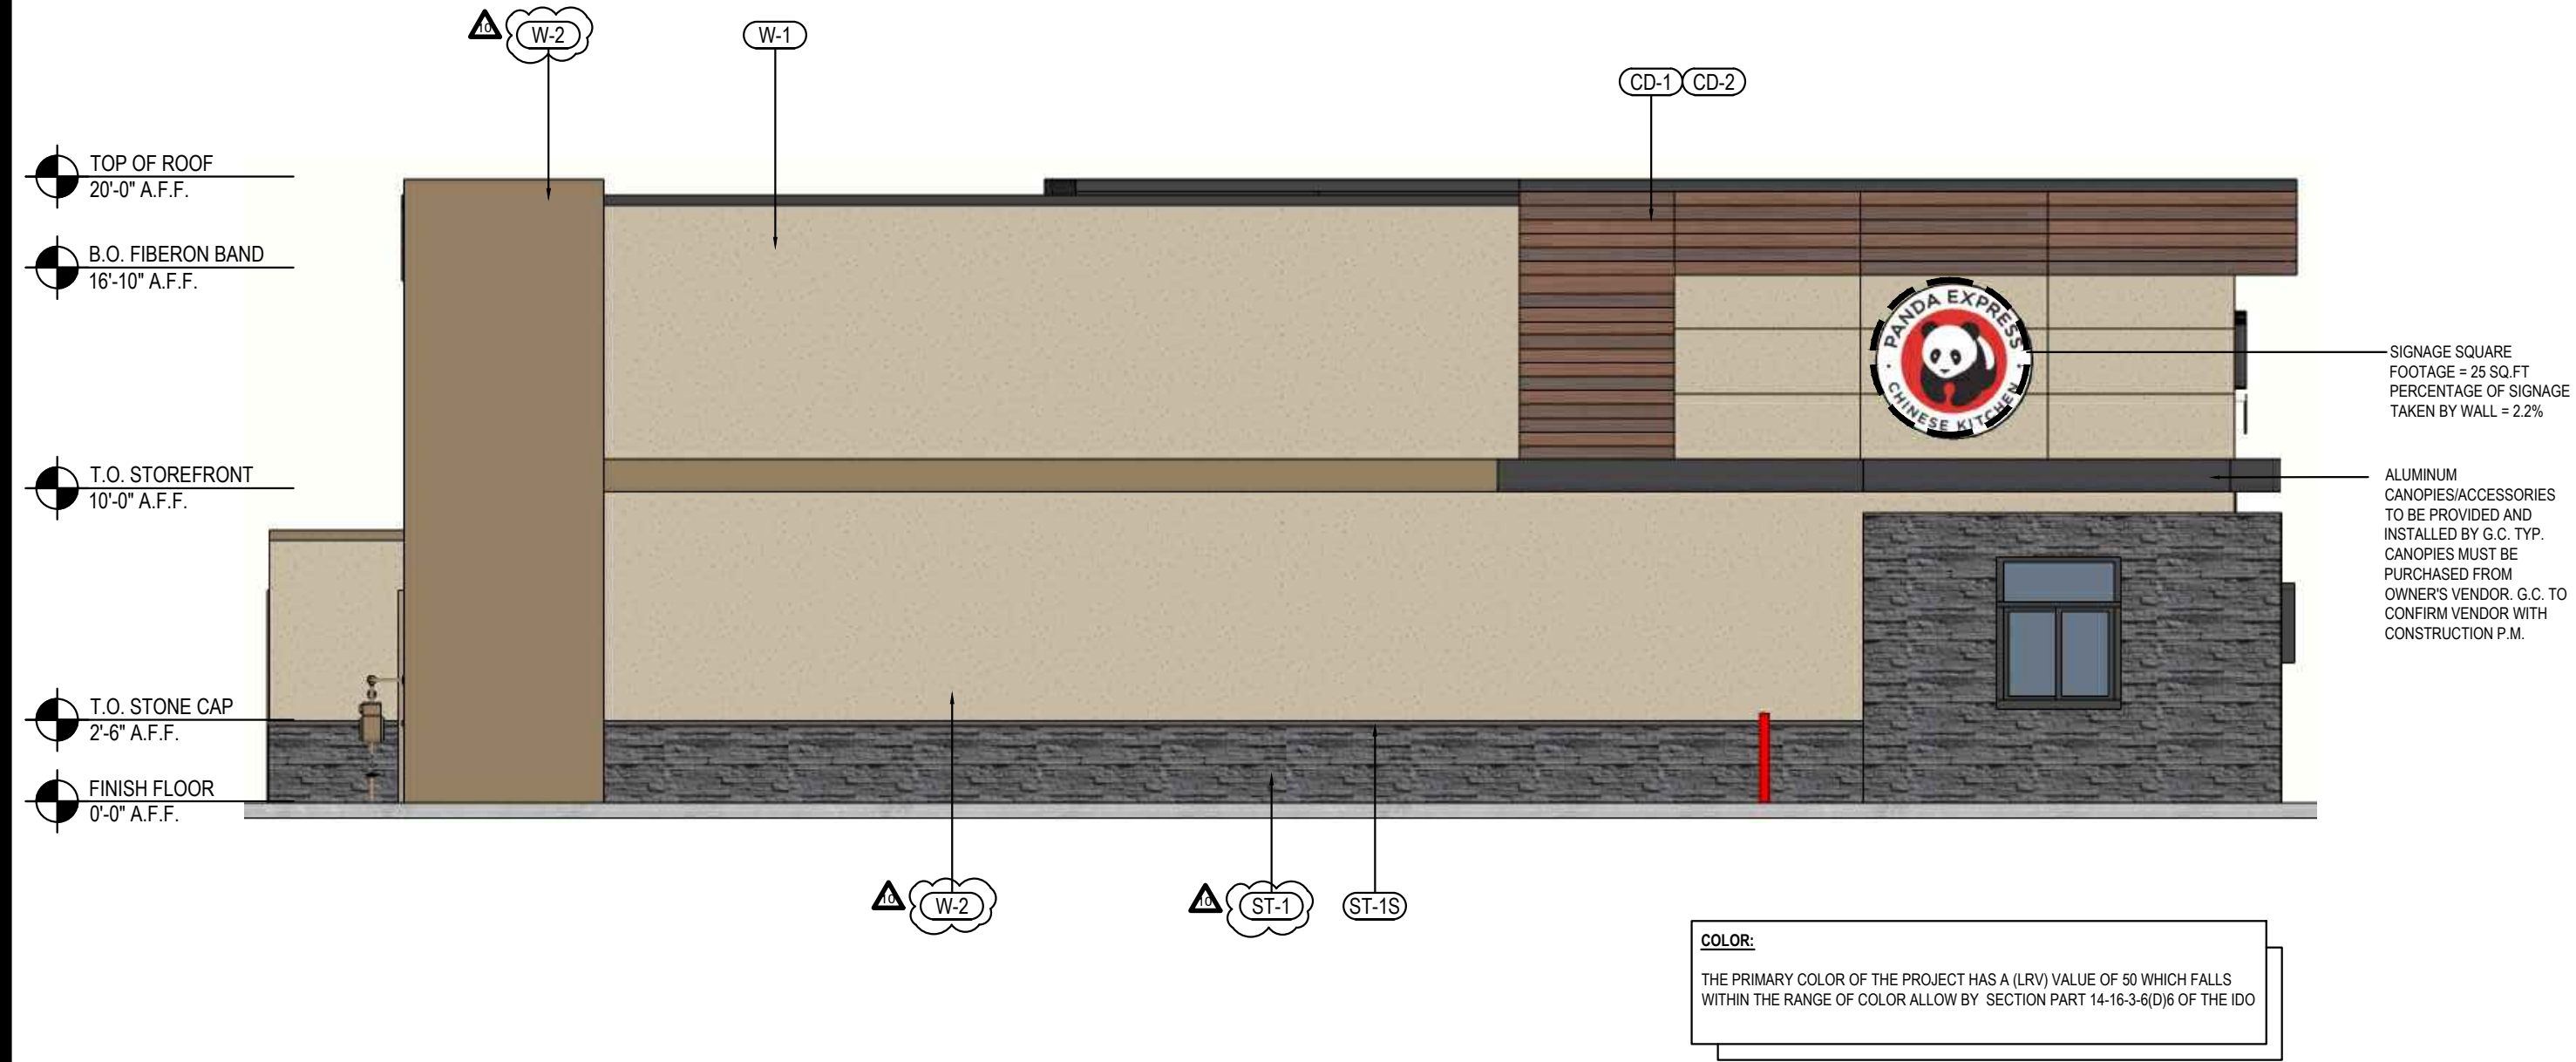 10
W-2
W-1
CD-1
CD-2
TOP OF ROOF
20'-0" A.F.F.
B.O. FIBERON BAND
16'-10" A.F.F.
PANDA EXPRESS
CHINESE KITCHEN
SIGNAGE SQUARE
FOOTAGE = 25 SQ.FT
PERCENTAGE OF SIGNAGE
TAKEN BY WALL = 2.2%
T.O. STOREFRONT
10'-0" A.F.F.
ALUMINUM
CANOPIES/ACCESSORIES
TO BE PROVIDED AND
INSTALLED BY G.C. TYP.
CANOPIES MUST BE
PURCHASED FROM
OWNER'S VENDOR. G.C. TO
CONFIRM VENDOR WITH
CONSTRUCTION P.M.
T.O. STONE CAP
2'-6" A.F.F.
FINISH FLOOR
0'-0" A.F.F.
10
W-2
10
ST-1
ST-1S
COLOR:
THE PRIMARY COLOR OF THE PROJECT HAS A (LRV) VALUE OF 50 WHICH FALLS
WITHIN THE RANGE OF COLOR ALLOW BY SECTION PART 14-16-3-6(D)6 OF THE IDO